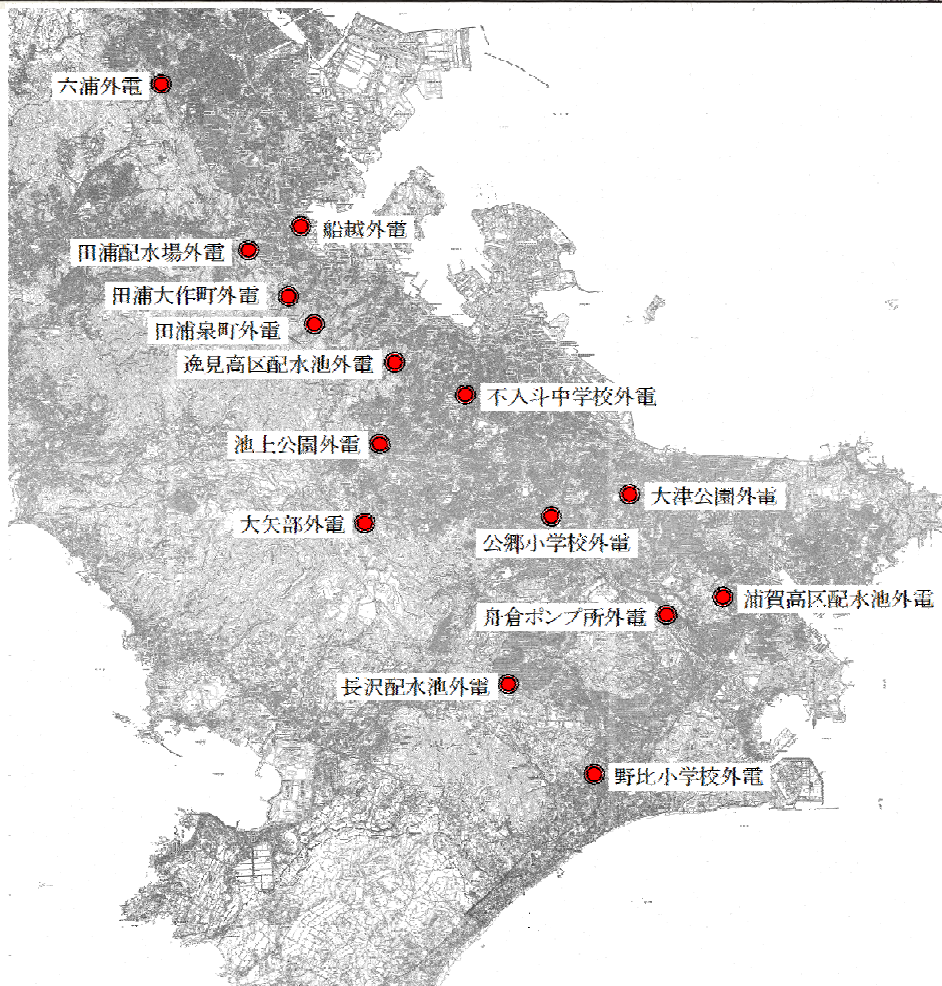 六浦外電
船越外電
田浦配水場外電
田浦大作町外電
田浦泉町外電
逸見高区配水池外電
不入斗中学校外電
池上公園外電
大津公園外電
大矢部外電
公郷小学校外電
浦賀高区配水池外電
舟倉ポンプ所外電
長沢配水池外電
野比小学校外電